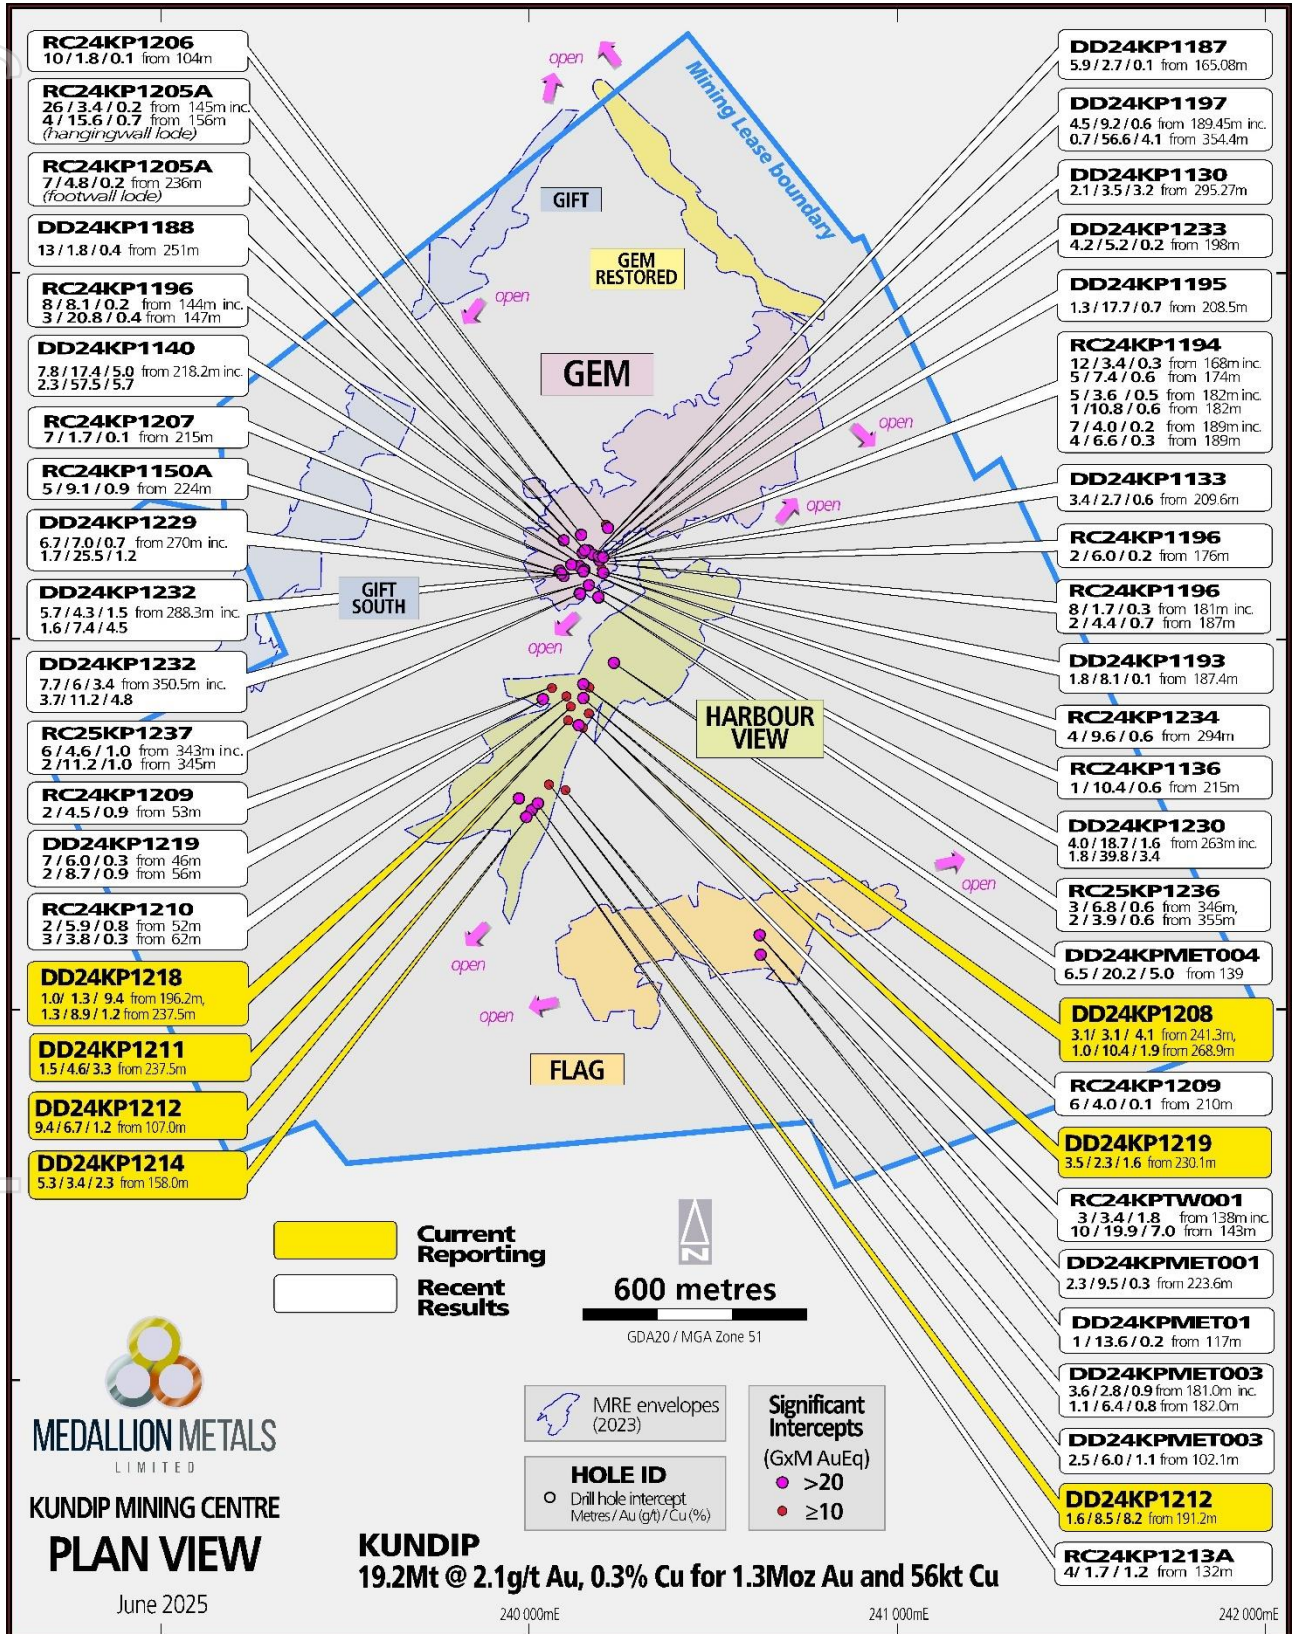 RC24KP1206
10 / 1.8 / 0.1 from 104m
RC24KP1205A
26 / 3.4 / 0.2 from 145m inc.
4 / 15.6 / 0.7 from 156m
(hangingwall lode)
RC24KP1205A
7 / 4.8 / 0.2 from 236m
(footwall lode)
DD24KP1188
13 / 1.8 / 0.4 from 251m
RC24KP1196
8 / 8.1 / 0.2 from 144m inc.
3 / 20.8 / 0.4 from 147m
DD24KP1140
7.8 / 17.4 / 5.0 from 218.2m inc.
2.3 / 57.5 / 5.7
RC24KP1207
7 / 1.7 / 0.1 from 215m
RC24KP1150A
5 / 9.1 / 0.9 from 224m
DD24KP1229
6.7 / 7.0 / 0.7 from 270m inc.
1.7 / 25.5 / 1.2
DD24KP1232
5.7 / 4.3 / 1.5 from 288.3m inc.
1.6 / 7.4 / 4.5
DD24KP1232
7.7 / 6 / 3.4 from 350.5m inc.
3.7/ 11.2 / 4.8
RC25KP1237
6 / 4.6 / 1.0 from 343m inc.
2 /11.2 /1.0 from 345m
RC24KP1209
2 / 4.5 / 0.9 from 53m
DD24KP1219
7 / 6.0 / 0.3 from 46m
2 / 8.7 / 0.9 from 56m
RC24KP1210
2 / 5.9 / 0.8 from 52m
3 / 3.8 / 0.3 from 62m
DD24KP1218
1.0/ 1.3 / 9.4 from 196.2m,
1.3 / 8.9 / 1.2 from 237.5m
DD24KP1211
1.5 / 4.6/ 3.3 from 237.5m
DD24KP1212
9.4 / 6.7 / 1.2 from 107.0m
DD24KP1214
5.3 / 3.4 / 2.3 from 158.0m
open
Mining Lease boundary
GIFT
GEM
RESTORED
open
GEM
open
open
GIFT
SOUTH
open
HARBOUR
VIEW
open
open
open
FLAG
DD24KP1187
5.9 / 2.7 / 0.1 from 165.08m
DD24KP1197
4.5 / 9.2 / 0.6 from 189.45m inc.
0.7 / 56.6 / 4.1 from 354.4m
DD24KP1130
2.1 / 3.5 / 3.2 from 295.27m
DD24KP1233
4.2 / 5.2 / 0.2 from 198m
DD24KP1195
1.3 / 17.7 / 0.7 from 208.5m
RC24KP1194
12 / 3.4 / 0.3 from 168m inc.
5 / 7.4 / 0.6 from 174m
5 / 3.6 / 0.5 from 182m inc.
1 /10.8 / 0.6 from 182m
7 / 4.0 / 0.2 from 189m inc.
4 / 6.6 / 0.3 from 189m
DD24KP1133
3.4 / 2.7 / 0.6 from 209.6m
RC24KP1196
2 / 6.0 / 0.2 from 176m
RC24KP1196
8 / 1.7 / 0.3 from 181m inc.
2 / 4.4 / 0.7 from 187m
DD24KP1193
1.8 / 8.1 / 0.1 from 187.4m
RC24KP1234
4 / 9.6 / 0.6 from 294m
RC24KP1136
1 / 10.4 / 0.6 from 215m
DD24KP1230
4.0 / 18.7 / 1.6 from 263m inc.
1.8 / 39.8 / 3.4
RC25KP1236
3 / 6.8 / 0.6 from 346m,
2 / 3.9 / 0.6 from 355m
DD24KPMET004
6.5 / 20.2 / 5.0 from 139
DD24KP1208
3.1/ 3.1 / 4.1 from 241.3m,
1.0 / 10.4 / 1.9 from 268.9m
RC24KP1209
6 / 4.0 / 0.1 from 210m
DD24KP1219
3.5 / 2.3 / 1.6 from 230.1m
RC24KPTW001
3 / 3.4 / 1.8 from 138m inc.
10 / 19.9 / 7.0 from 143m
DD24KPMET001
2.3 / 9.5 / 0.3 from 223.6m
DD24KPMET01
1 / 13.6 / 0.2 from 117m
DD24KPMET003
3.6 / 2.8 / 0.9 from 181.0m inc.
1.1 / 6.4 / 0.8 from 182.0m
DD24KPMET003
2.5 / 6.0 / 1.1 from 102.1m
DD24KP1212
1.6 / 8.5 / 8.2 from 191.2m
RC24KP1213A
4/ 1.7 / 1.2 from 132m
Current
Reporting
Recent
Results
N
600 metres
GDA20 / MGA Zone 51
MRE envelopes
(2023)
HOLE ID
Drill hole intercept
Metres / Au (g/t) / Cu (%)
Significant
Intercepts
(GxM AuEq)
>20
≥10
MEDALLION METALS
LIMITED
KUNDIP MINING CENTRE
PLAN VIEW
June 2025
KUNDIP
19.2Mt @ 2.1g/t Au, 0.3% Cu for 1.3Moz Au and 56kt Cu
240 000mE
241 000mE
242 000mE